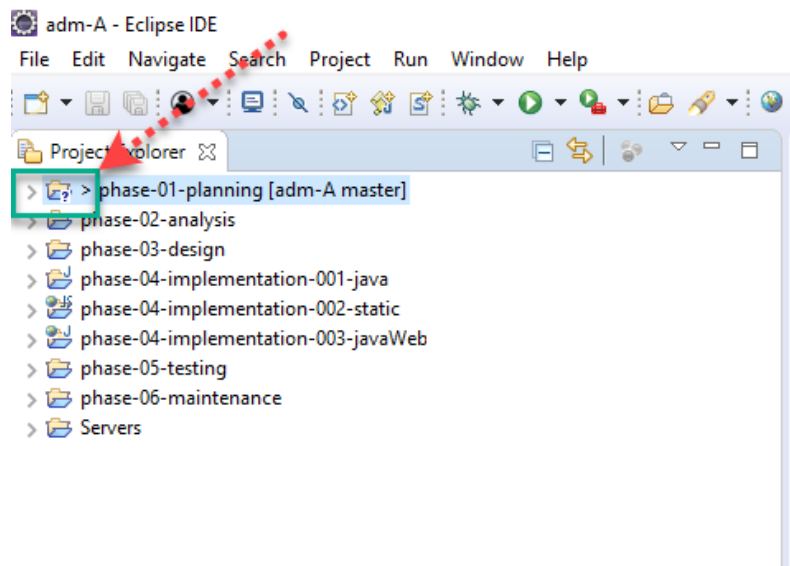 adm-A - Eclipse IDE
File Edit Navigate Search Project Run Window Help
Project Explorer
> phase-01-planning [adm-A master]
phase-02-analysis
phase-03-design
phase-04-implementation-001-java
phase-04-implementation-002-static
phase-04-implementation-003-javaWeb
phase-05-testing
phase-06-maintenance
Servers